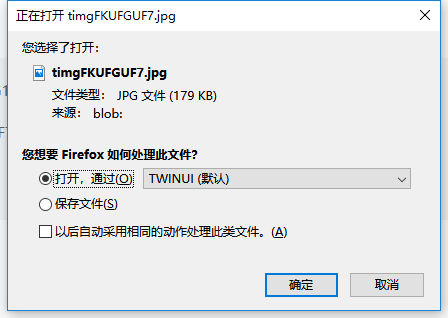 正在打开 timgFKUFGUF7.jpg
您选择了打开：
timgFKUFGUF7.jpg
文件类型： JPG 文件 (179 KB)
来源： blob:
您想要 Firefox 如何处理此文件?
打开，通过(O) TWINUI (默认)
保存文件(S)
以后自动采用相同的动作处理此类文件。(A)
确定 取消